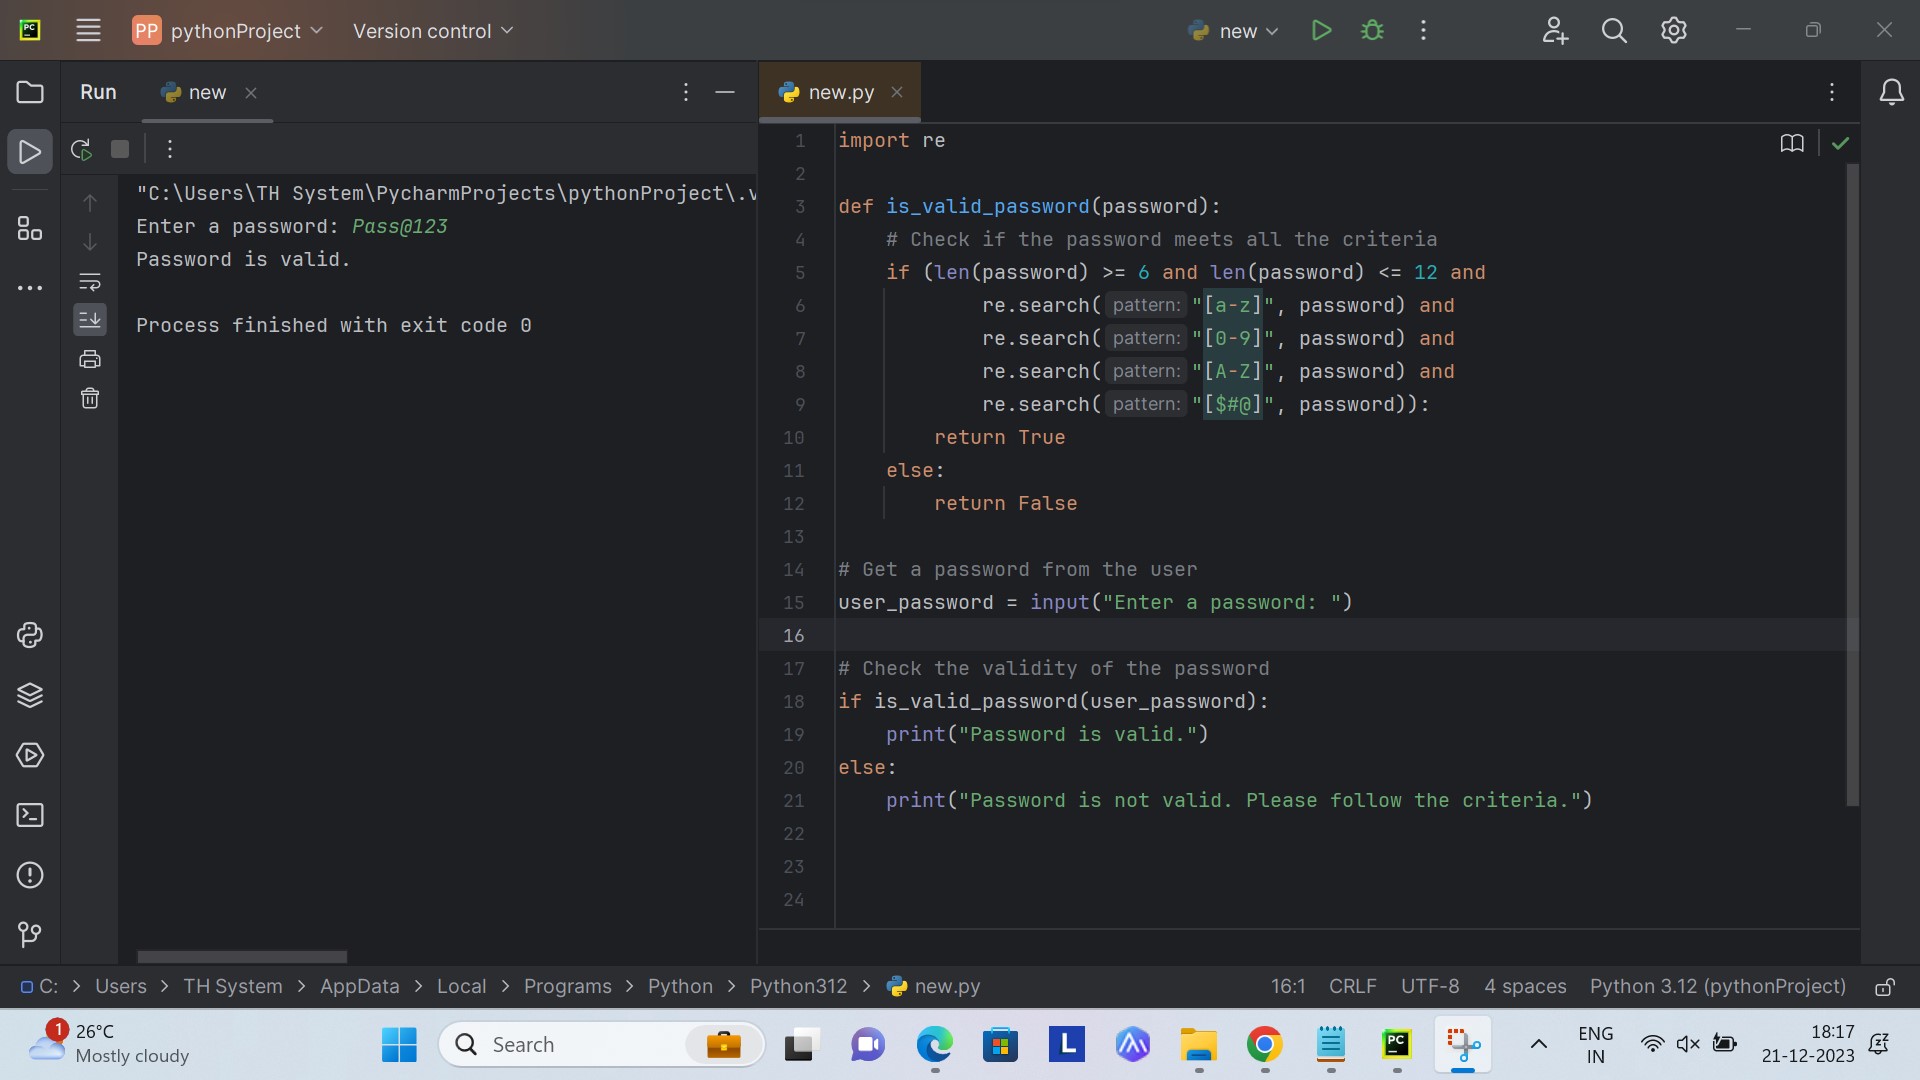 PC
PP pythonProject
Version control
new
Run
new
new.py
"C:\Users\TH System\PycharmProjects\pythonProject\.v
Enter a password: Pass@123
Password is valid.
Process finished with exit code 0
1 import re
2
3 def is_valid_password(password):
4 # Check if the password meets all the criteria
5 if (len(password) >= 6 and len(password) <= 12 and
6 re.search( pattern: "[a-z]", password) and
7 re.search( pattern: "[0-9]", password) and
8 re.search( pattern: "[A-Z]", password) and
9 re.search( pattern: "[$#@]", password)):
10 return True
11 else:
12 return False
13
14 # Get a password from the user
15 user_password = input("Enter a password: ")
16
17 # Check the validity of the password
18 if is_valid_password(user_password):
19 print("Password is valid.")
20 else:
21 print("Password is not valid. Please follow the criteria.")
22
23
24
C: > Users > TH System > AppData > Local > Programs > Python > Python312 > new.py
16:1 CRLF UTF-8 4 spaces Python 3.12 (pythonProject)
1
26°C
Mostly cloudy
Search
L
PC
ENG
IN
18:17
21-12-2023